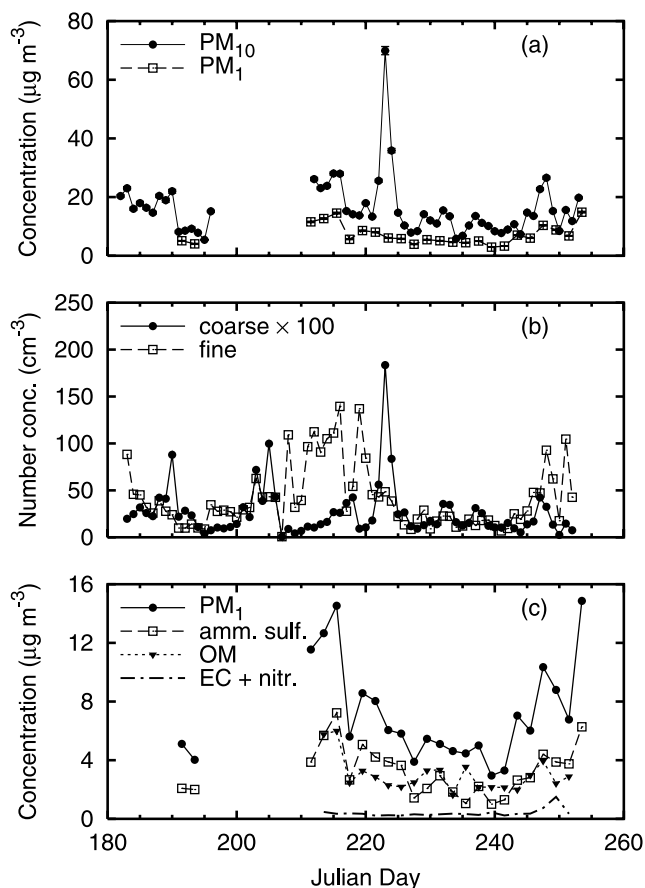 80
60
40
20
0
Concentration (μg m⁻³)
PM₁₀
PM₁
(a)
250
200
150
100
50
0
Number conc. (cm⁻³)
coarse × 100
fine
(b)
16
12
8
4
0
Concentration (μg m⁻³)
PM₁
amm. sulf.
OM
EC + nitr.
(c)
180 200 220 240 260
Julian Day